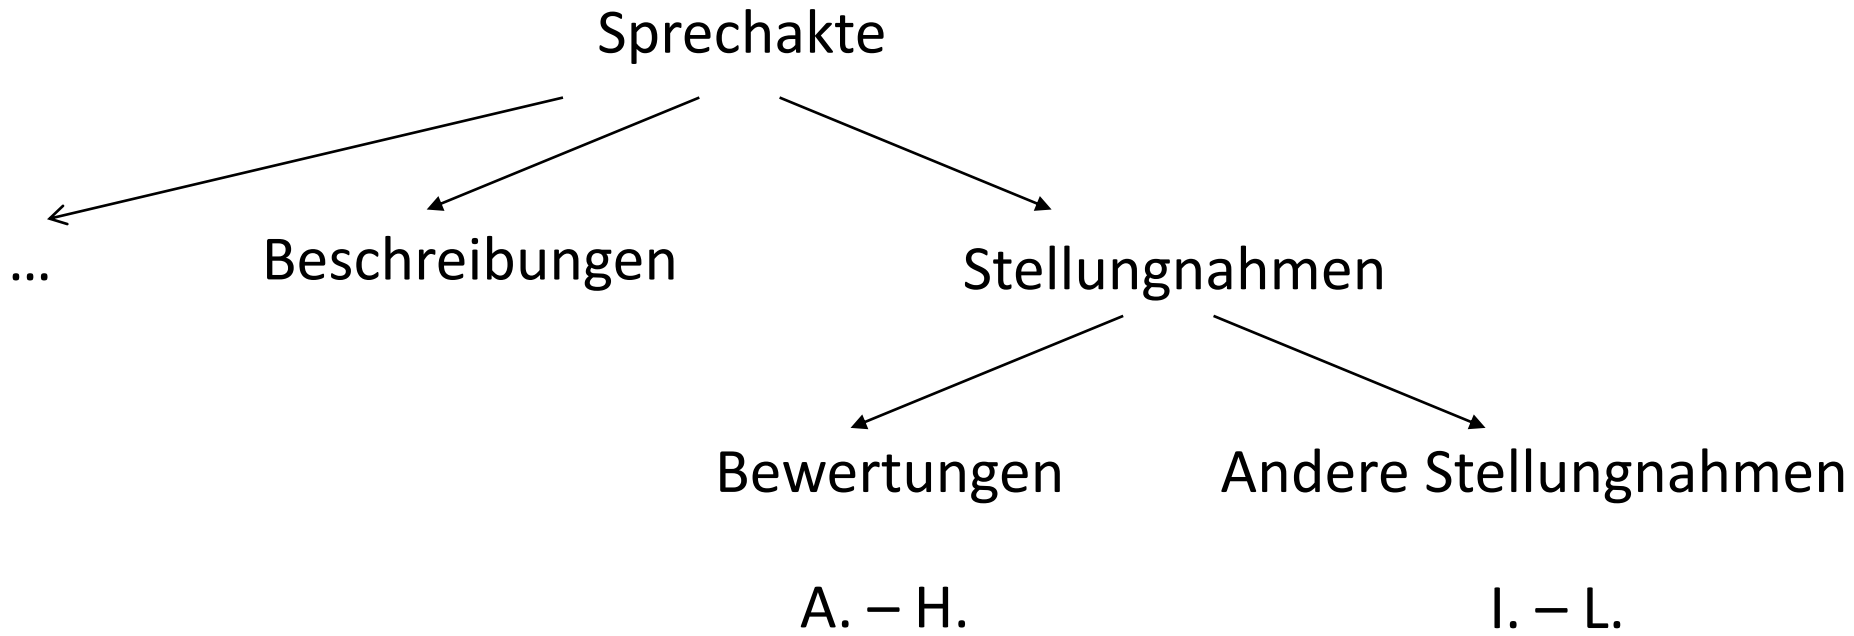 Sprechakte
… Beschreibungen Stellungnahmen
Bewertungen Andere Stellungnahmen
A. – H. I. – L.